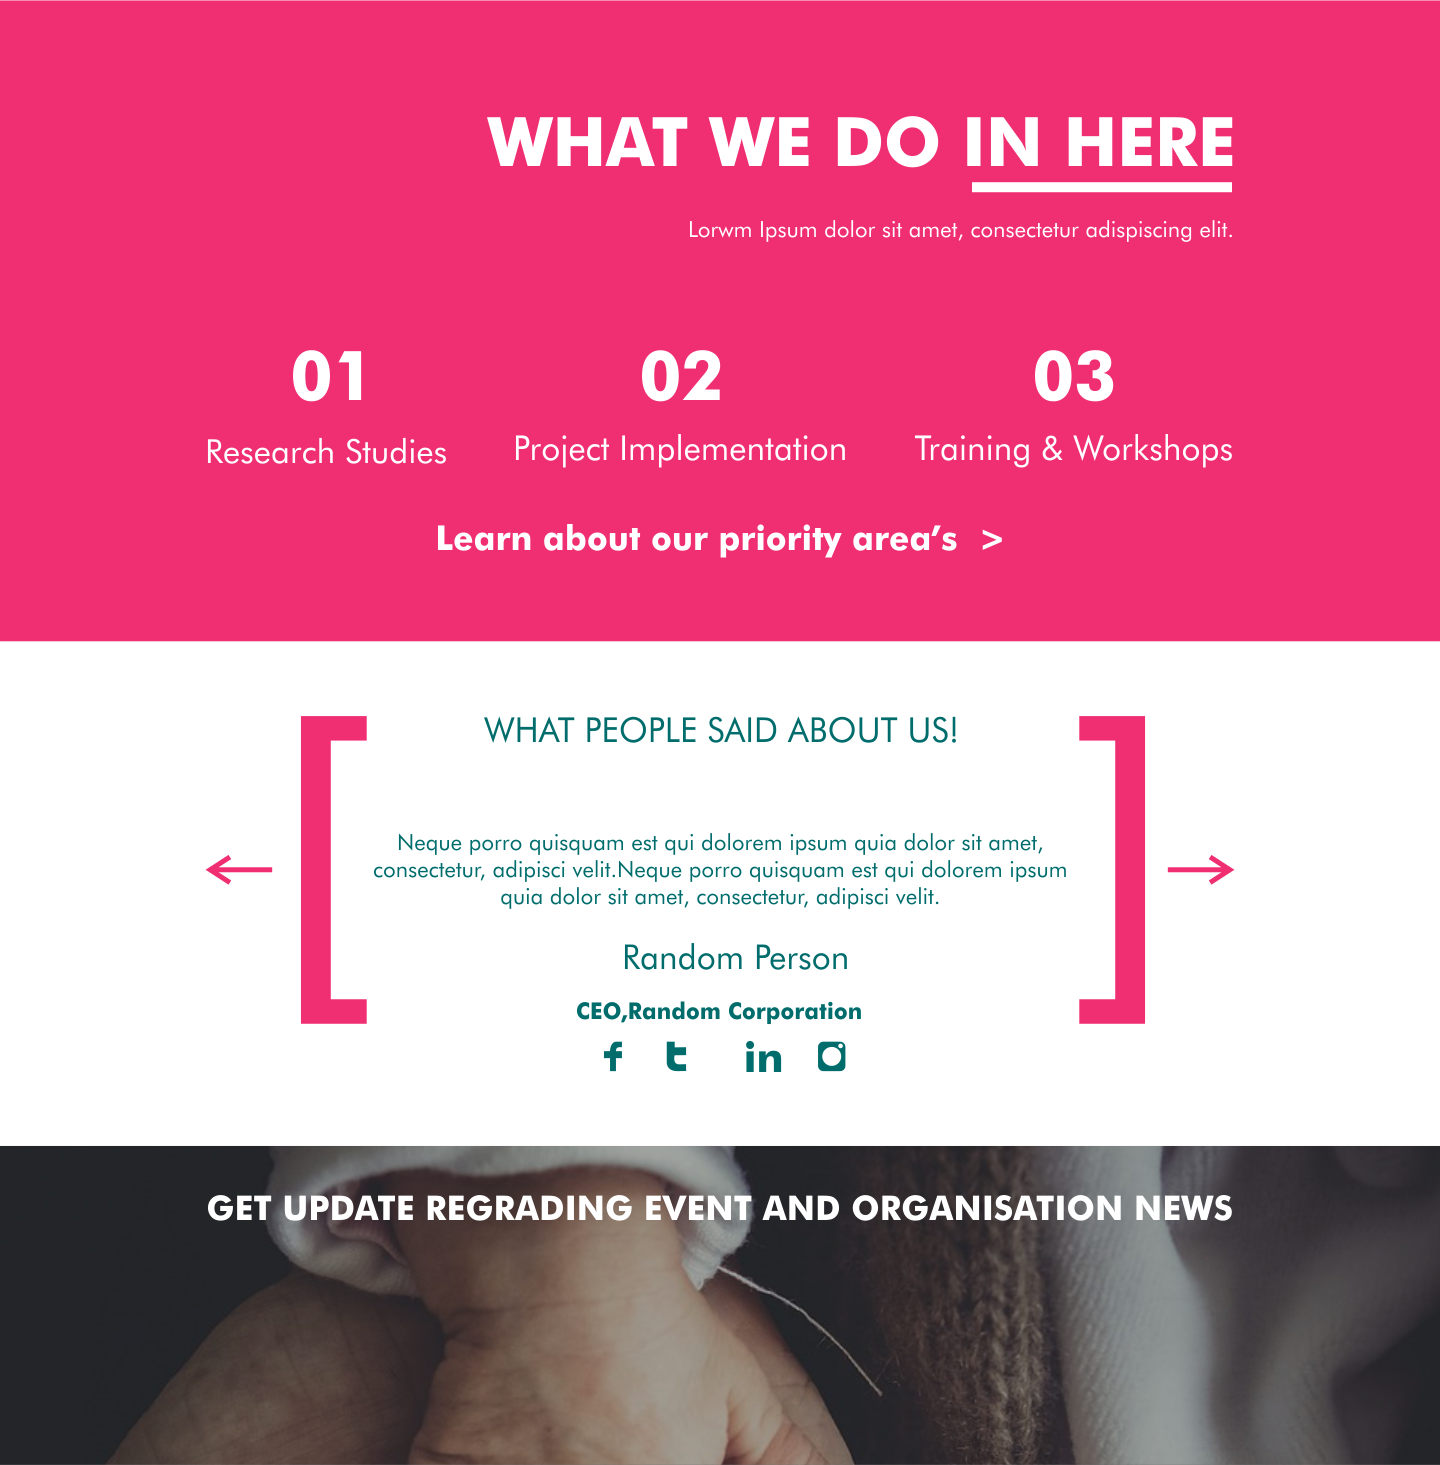 WHAT WE DO IN HERE
Lorwm Ipsum dolor sit amet, consectetur adispiscing elit.
01
02
03
Research Studies
Project Implementation
Training & Workshops
Learn about our priority area’s >
WHAT PEOPLE SAID ABOUT US!
Neque porro quisquam est qui dolorem ipsum quia dolor sit amet,
consectetur, adipisci velit.Neque porro quisquam est qui dolorem ipsum
quia dolor sit amet, consectetur, adipisci velit.
Random Person
CEO,Random Corporation
GET UPDATE REGRADING EVENT AND ORGANISATION NEWS